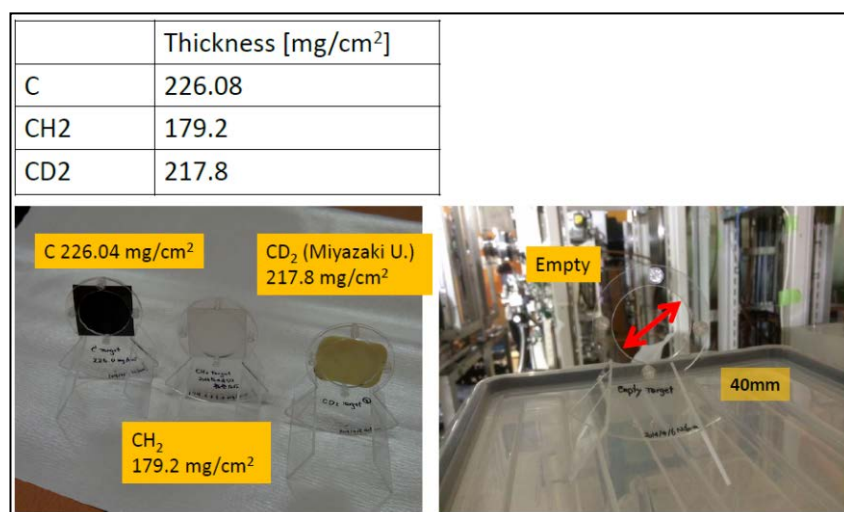 Thickness [mg/cm²]
C 226.08
CH2 179.2
CD2 217.8
C 226.04 mg/cm²
CD₂ (Miyazaki U.)
217.8 mg/cm²
CH₂
179.2 mg/cm²
C Target
CD₂ Target
Empty
40mm
Empty Target